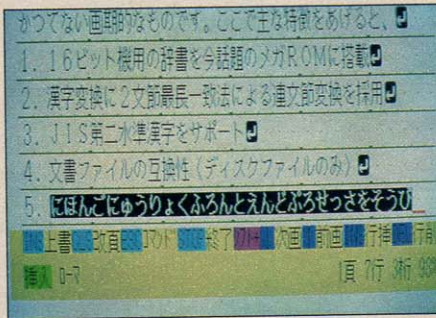 かつてない画期的なものです。ここで主な特徴をあげると、
1．16ビット機用の辞書を今話題のメガROMに搭載
2．漢字変換に2文節最長一致法による連文節変換を採用
3．JIS第二水準漢字をサポート
4．文書ファイルの互換性（ディスクファイルのみ）
5．にほんごにゅうりょくふろんとえんどぷろせっさをそうび
上書 改頁 コマンド 終了 次画 前画 行挿 行削
挿入 ローマ 1頁 7行 3桁